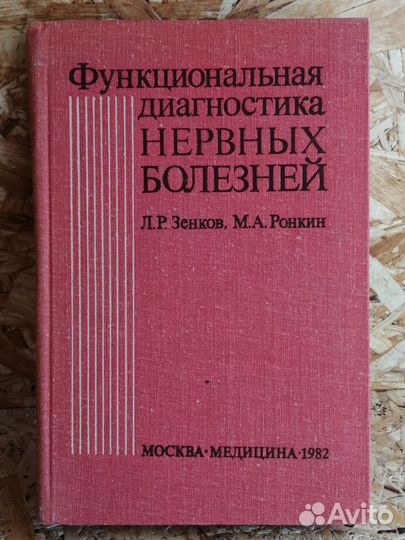 Функциональная
диагностика
НЕРВНЫХ
БОЛЕЗНЕЙ
Л.Р. Зенков, М.А. Ронкин
МОСКВА·МЕДИЦИНА·1982
Avito